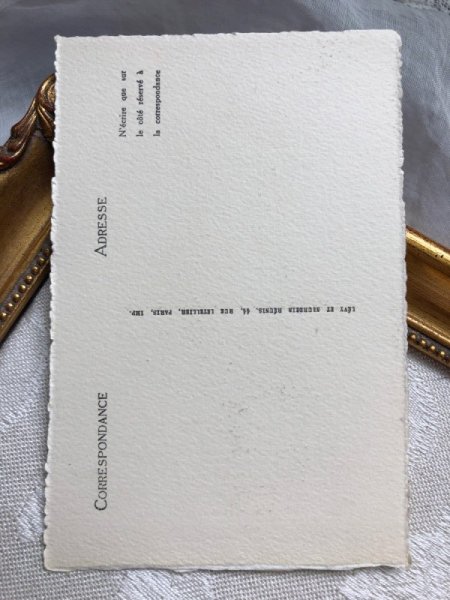 CORRESPONDANCE
ADRESSE
N'écrire que sur
le côté réservé à
la correspondance
LÉVY ET NEURDEIN RÉUNIS, 44, RUE LETELLIER, PARIS, IMP.